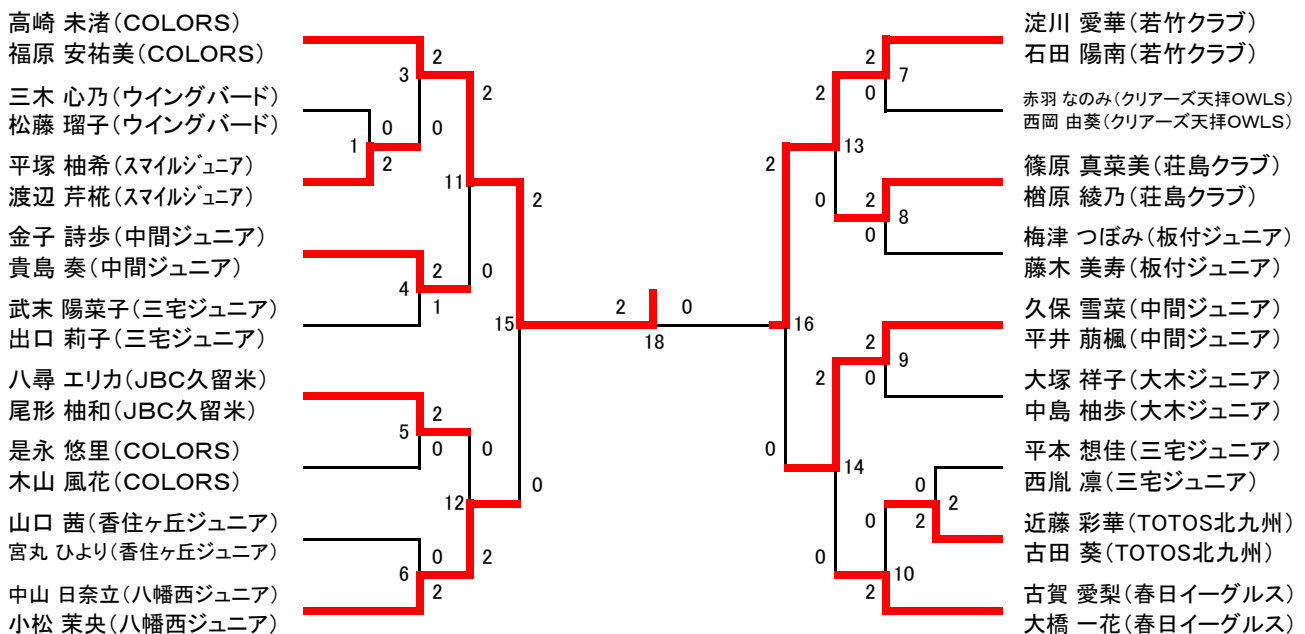 高崎 未渚(COLORS)
福原 安祐美(COLORS)
三木 心乃(ウイングバード)
松藤 瑠子(ウイングバード)
平塚 柚希(スマイルジュニア)
渡辺 芹椛(スマイルジュニア)
金子 詩歩(中間ジュニア)
貴島 奏(中間ジュニア)
武末 陽菜子(三宅ジュニア)
出口 莉子(三宅ジュニア)
八尋 エリカ(JBC久留米)
尾形 柚和(JBC久留米)
是永 悠里(COLORS)
木山 風花(COLORS)
山口 茜(香住ヶ丘ジュニア)
宮丸 ひより(香住ヶ丘ジュニア)
中山 日奈立(八幡西ジュニア)
小松 茉央(八幡西ジュニア)
2
3
2
0
0
1
2
11
2
2
0
4
1
15
2
5
0
0
12
0
0
2
6
2
2
0
18
2
7
2
0
13
2
0
2
8
0
16
2
9
2
0
0
14
0
2
0
2
0
10
2
淀川 愛華(若竹クラブ)
石田 陽南(若竹クラブ)
赤羽 なのみ(クリアーズ天拝OWLS)
西岡 由葵(クリアーズ天拝OWLS)
篠原 真菜美(荘島クラブ)
楢原 綾乃(荘島クラブ)
梅津 つぼみ(板付ジュニア)
藤木 美寿(板付ジュニア)
久保 雪菜(中間ジュニア)
平井 萠楓(中間ジュニア)
大塚 祥子(大木ジュニア)
中島 柚歩(大木ジュニア)
平本 想佳(三宅ジュニア)
西胤 凛(三宅ジュニア)
近藤 彩華(TOTOS北九州)
古田 葵(TOTOS北九州)
古賀 愛梨(春日イーグルス)
大橋 一花(春日イーグルス)